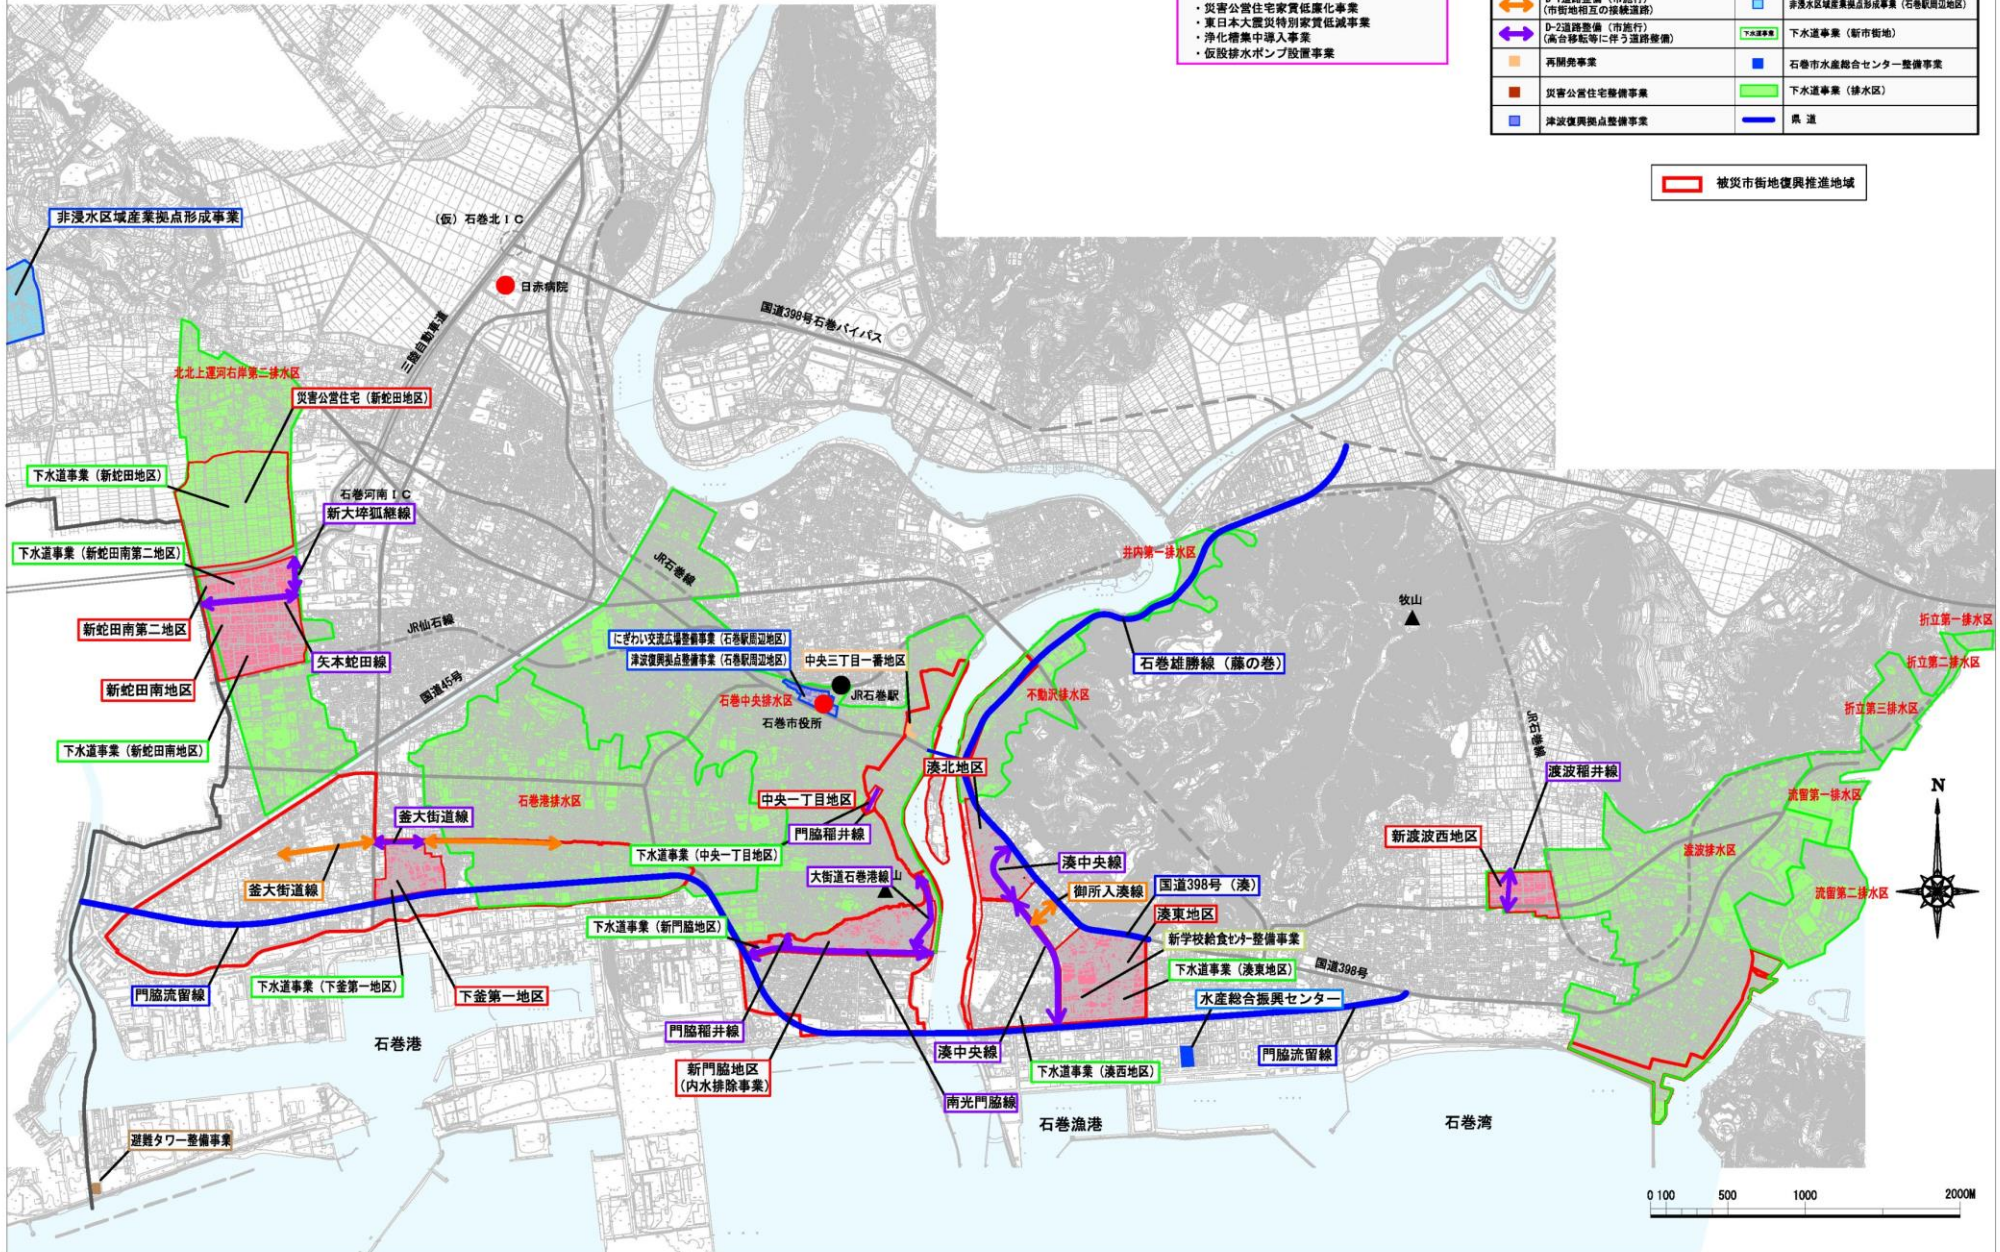 ・災害公営住宅家賃低廉化事業
・東日本大震災特別家賃低減事業
・浄化槽集中導入事業
・仮設排水ポンプ設置事業
(市街地相互の接続道路)
非浸水区域産業拠点形成事業(石巻駅周辺地区)
D-2道路整備(市施行)
(高台移転等に伴う道路整備)
下水道事業
下水道事業(新市街地)
再開発事業
石巻市水産総合センター整備事業
災害公営住宅整備事業
下水道事業(排水区)
津波復興拠点整備事業
県 道
被災市街地復興推進地域
非浸水区域産業拠点形成事業
(仮)石巻北IC
日赤病院
国道398号石巻バイパス
三陸自動車道
北北上運河右岸第二排水区
災害公営住宅(新蛇田地区)
下水道事業(新蛇田地区)
石巻河南IC
新大埣狐継線
下水道事業(新蛇田南第二地区)
JR石巻線
井内第一排水区
新蛇田南第二地区
JR仙石線
矢本蛇田線
牧山
折立第一排水区
にぎわい交流広場整備事業(石巻駅周辺地区)
津波復興拠点整備事業(石巻駅周辺地区)
中央三丁目一番地区
石巻雄勝線(藤の巻)
折立第二排水区
新蛇田南地区
国道45号
石巻中央排水区
JR石巻駅
不動沢排水区
折立第三排水区
石巻市役所
JR石巻線
下水道事業(新蛇田南地区)
湊北地区
渡波稲井線
石巻港排水区
中央一丁目地区
流留第一排水区
釜大街道線
門脇稲井線
新渡波西地区
N
下水道事業(中央一丁目地区)
湊中央線
渡波排水区
大街道石巻港線
山
釜大街道線
御所入湊線
国道398号(湊)
流留第二排水区
湊東地区
下水道事業(新門脇地区)
新学校給食センター整備事業
国道398号
下水道事業(湊東地区)
下水道事業(下釜第一地区)
門脇流留線
下釜第一地区
水産総合振興センター
門脇稲井線
石巻港
湊中央線
門脇流留線
新門脇地区
(内水排除事業)
下水道事業(湊西地区)
南光門脇線
石巻漁港
石巻湾
避難タワー整備事業
0 100 500 1000 2000M